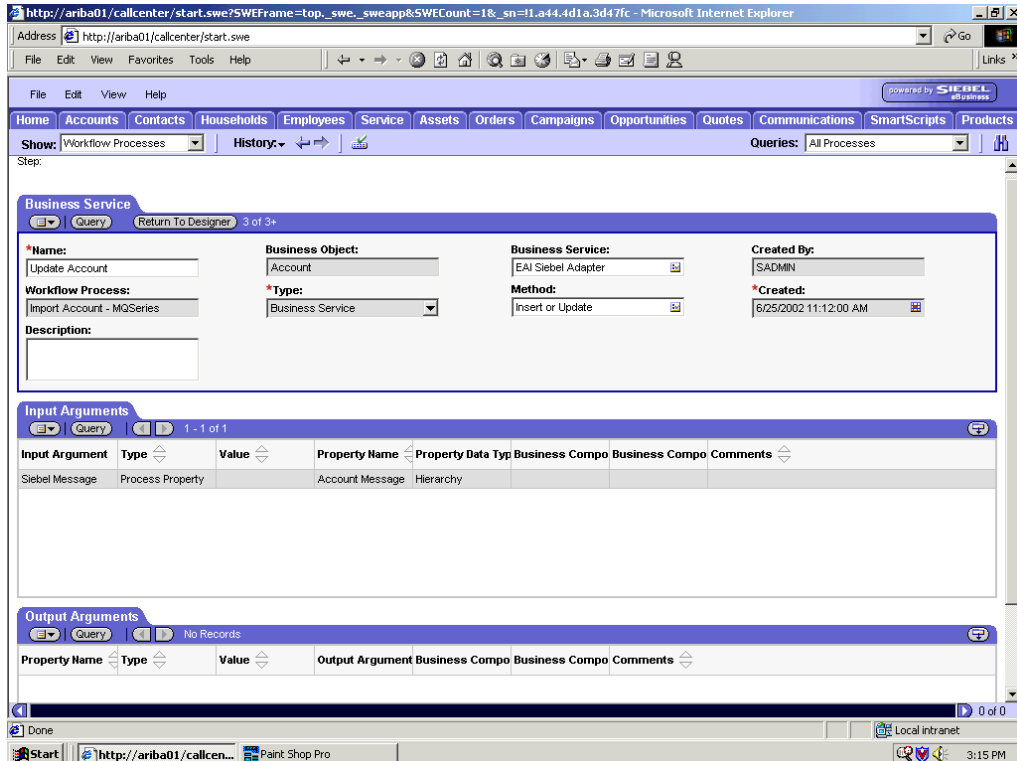 http://ariba01/callcenter/start.swe?SWEFrame=top._swe._sweapp&SWECount=1&_sn=!1.a44.4d1a.3d47fc - Microsoft Internet Explorer
Address http://ariba01/callcenter/start.swe Go
File Edit View Favorites Tools Help Links »
File Edit View Help powered by SIEBEL eBusiness
Home Accounts Contacts Households Employees Service Assets Orders Campaigns Opportunities Quotes Communications SmartScripts Products
Show: Workflow Processes History: Queries: All Processes
Step:
Business Service
Query Return To Designer 3 of 3+
*Name: Business Object: Business Service: Created By:
Update Account Account EAI Siebel Adapter SADMIN
Workflow Process: *Type: Method: *Created:
Import Account - MQSeries Business Service Insert or Update 6/25/2002 11:12:00 AM
Description:
Input Arguments
Query 1 - 1 of 1
Input Argument Type Value Property Name Property Data Typ Business Compo Business Compo Comments
Siebel Message Process Property Account Message Hierarchy
Output Arguments
Query No Records
Property Name Type Value Output Argument Business Compo Business Compo Comments
0 of 0
Done Local intranet
Start http://ariba01/callcen... Paint Shop Pro 3:15 PM